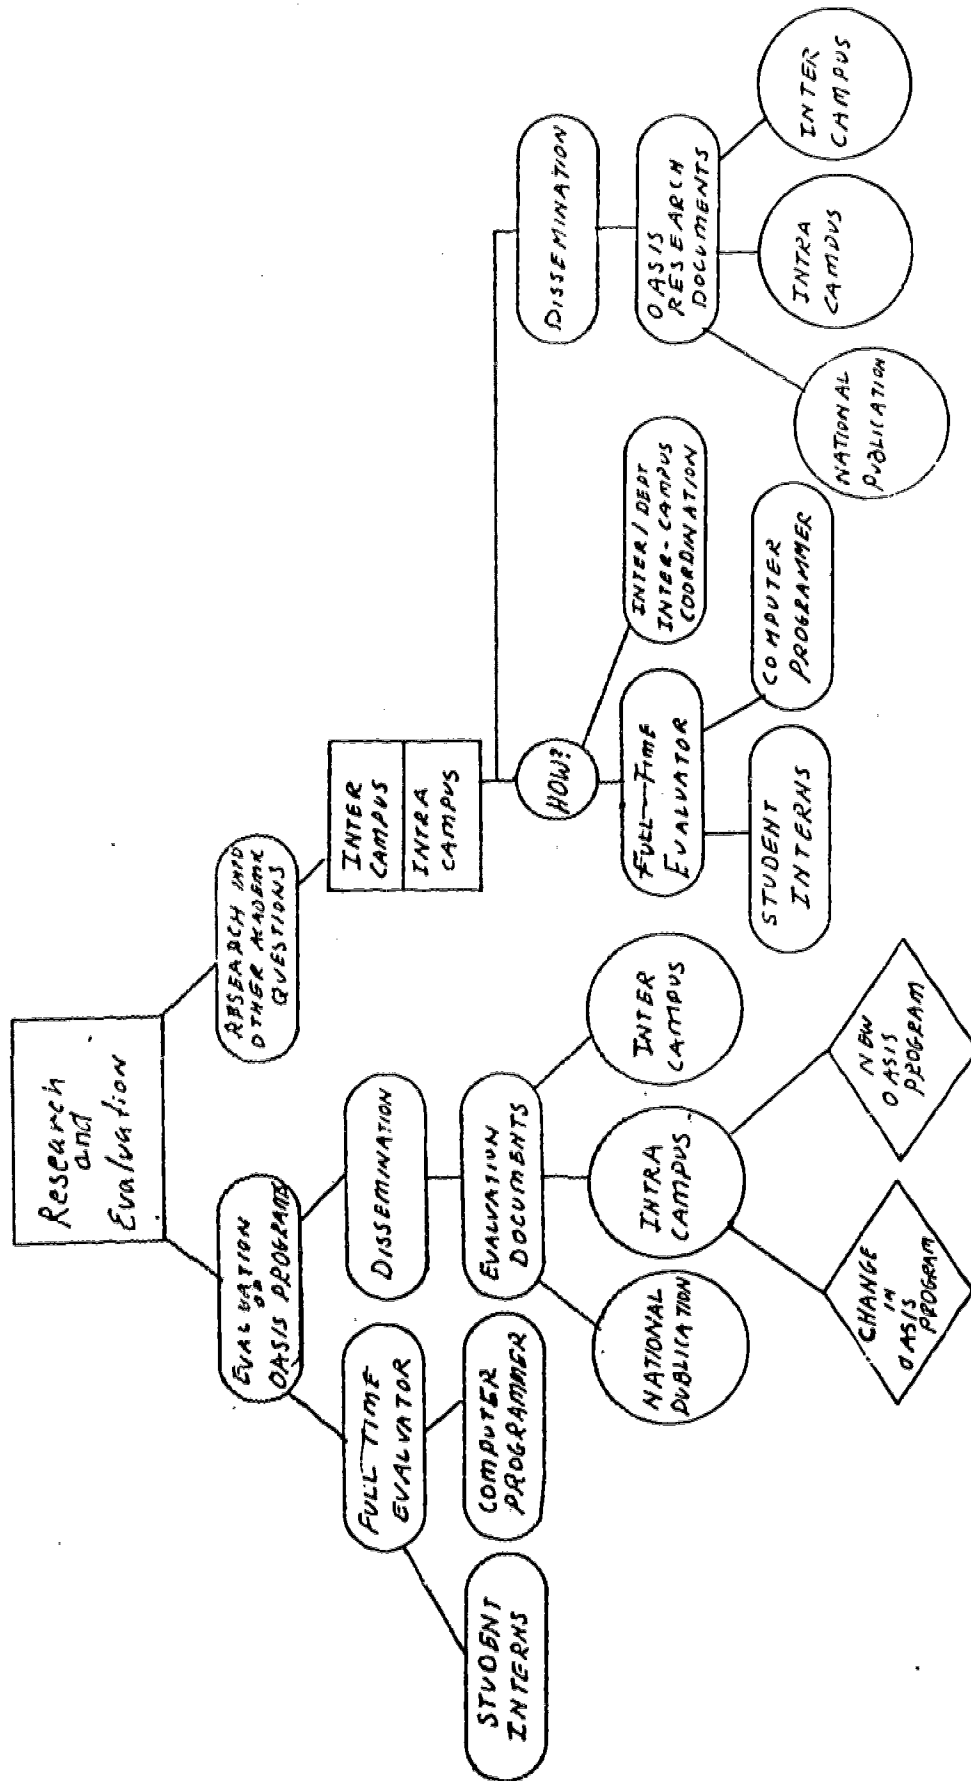 Research
and
Evaluation
EVALUATION
OF
OASIS PROGRAMS
RESEARCH INTO
OTHER ACADEMIC
QUESTIONS
FULL-TIME
EVALUATOR
DISSEMINATION
INTER
CAMPUS
INTRA
CAMPUS
STUDENT
INTERNS
COMPUTER
PROGRAMMER
EVALUATION
DOCUMENTS
HOW?
DISSEMINATION
NATIONAL
PUBLICATION
INTRA
CAMPUS
INTER
CAMPUS
FULL-TIME
EVALUATOR
INTER/DEPT
INTER-CAMPUS
COORDINATION
OASIS
RESEARCH
DOCUMENTS
STUDENT
INTERNS
COMPUTER
PROGRAMMER
NATIONAL
PUBLICATION
INTRA
CAMPUS
INTER
CAMPUS
CHANGE
IN
OASIS
PROGRAM
NEW
OASIS
PROGRAM